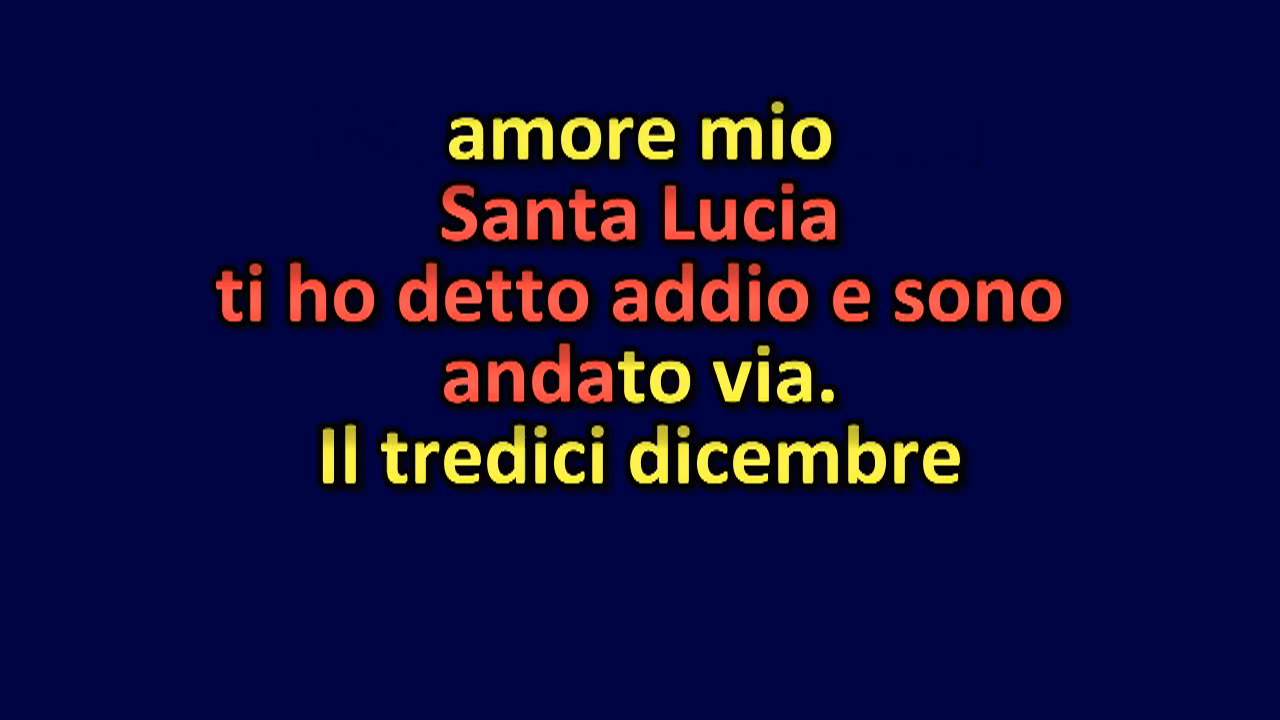 amore mio
Santa Lucia
ti ho detto addio e sono
andato via.
Il tredici dicembre